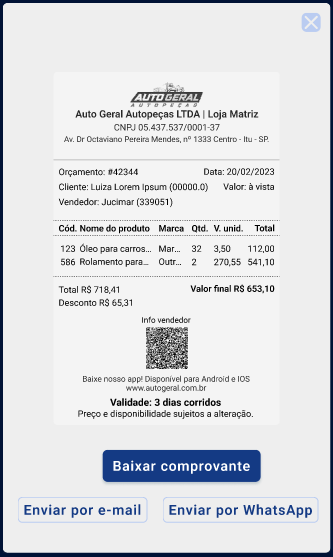 AUTO GERAL
AUTOPEÇAS
Auto Geral Autopeças LTDA | Loja Matriz
CNPJ 05.437.537/0001-37
Av. Dr Octaviano Pereira Mendes, nº 1333 Centro - Itu - SP.
Orçamento: #42344 Data: 20/02/2023
Cliente: Luiza Lorem Ipsum (00000.0) Valor: à vista
Vendedor: Jucimar (339051)
Cód. Nome do produto Marca Qtd. V. unid. Total
123 Óleo para carros... Mar... 32 3,50 112,00
586 Rolamento para... Outr... 2 270,55 541,10
Total R$ 718,41 Valor final R$ 653,10
Desconto R$ 65,31
Info vendedor
Baixe nosso app! Disponível para Android e IOS
www.autogeral.com.br
Validade: 3 dias corridos
Preço e disponibilidade sujeitos a alteração.
Baixar comprovante
Enviar por e-mail Enviar por WhatsApp